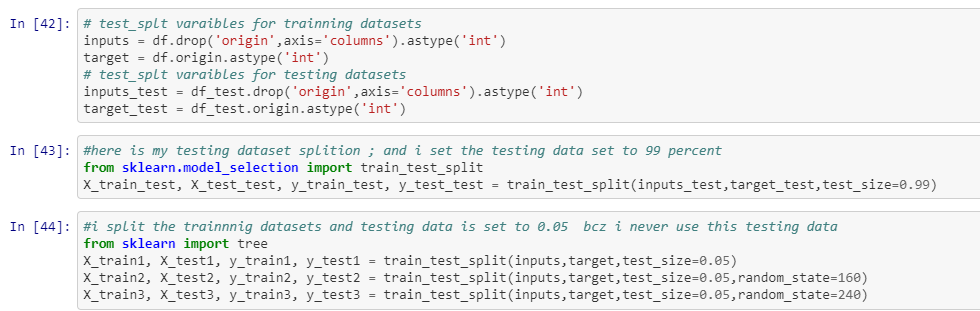 In [42]: # test_splt varaibles for trainning datasets
inputs = df.drop('origin',axis='columns').astype('int')
target = df.origin.astype('int')
# test_splt varaibles for testing datasets
inputs_test = df_test.drop('origin',axis='columns').astype('int')
target_test = df_test.origin.astype('int')
In [43]: #here is my testing dataset splition ; and i set the testing data set to 99 percent
from sklearn.model_selection import train_test_split
X_train_test, X_test_test, y_train_test, y_test_test = train_test_split(inputs_test,target_test,test_size=0.99)
In [44]: #i split the trainnnig datasets and testing data is set to 0.05  bcz i never use this testing data
from sklearn import tree
X_train1, X_test1, y_train1, y_test1 = train_test_split(inputs,target,test_size=0.05)
X_train2, X_test2, y_train2, y_test2 = train_test_split(inputs,target,test_size=0.05,random_state=160)
X_train3, X_test3, y_train3, y_test3 = train_test_split(inputs,target,test_size=0.05,random_state=240)